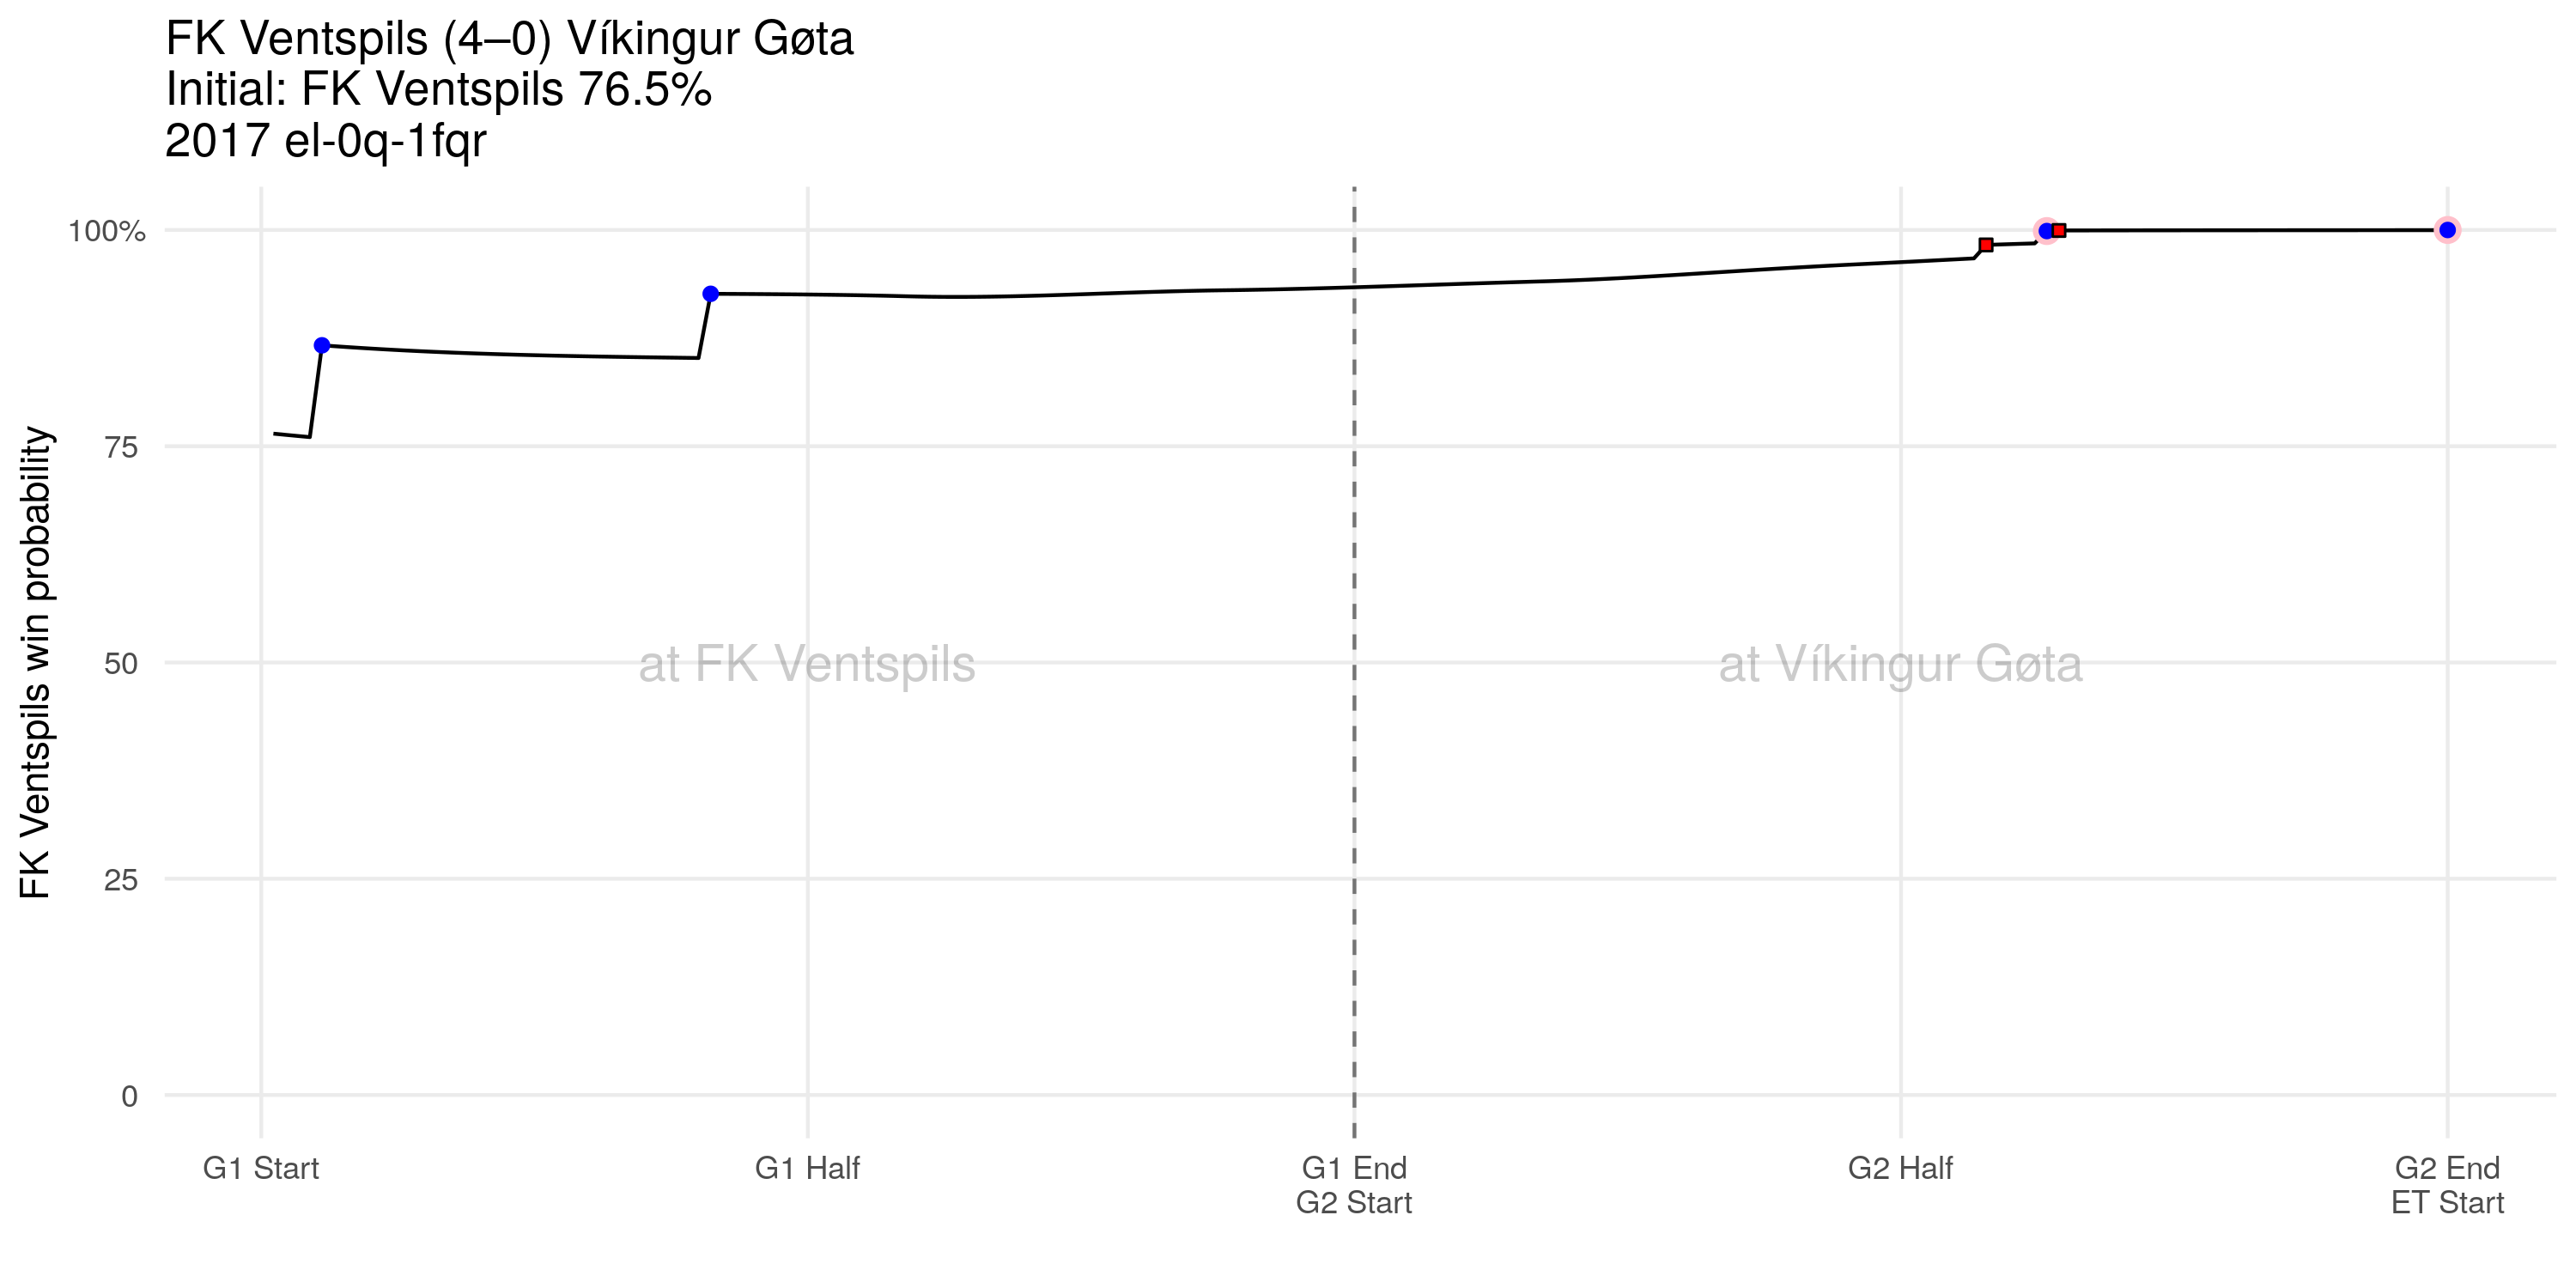 FK Ventspils (4–0) Víkingur Gøta
Initial: FK Ventspils 76.5%
2017 el-0q-1fqr
FK Ventspils win probability
100%
75
50
25
0
at FK Ventspils
at Víkingur Gøta
G1 Start
G1 Half
G1 End
G2 Start
G2 Half
G2 End
ET Start